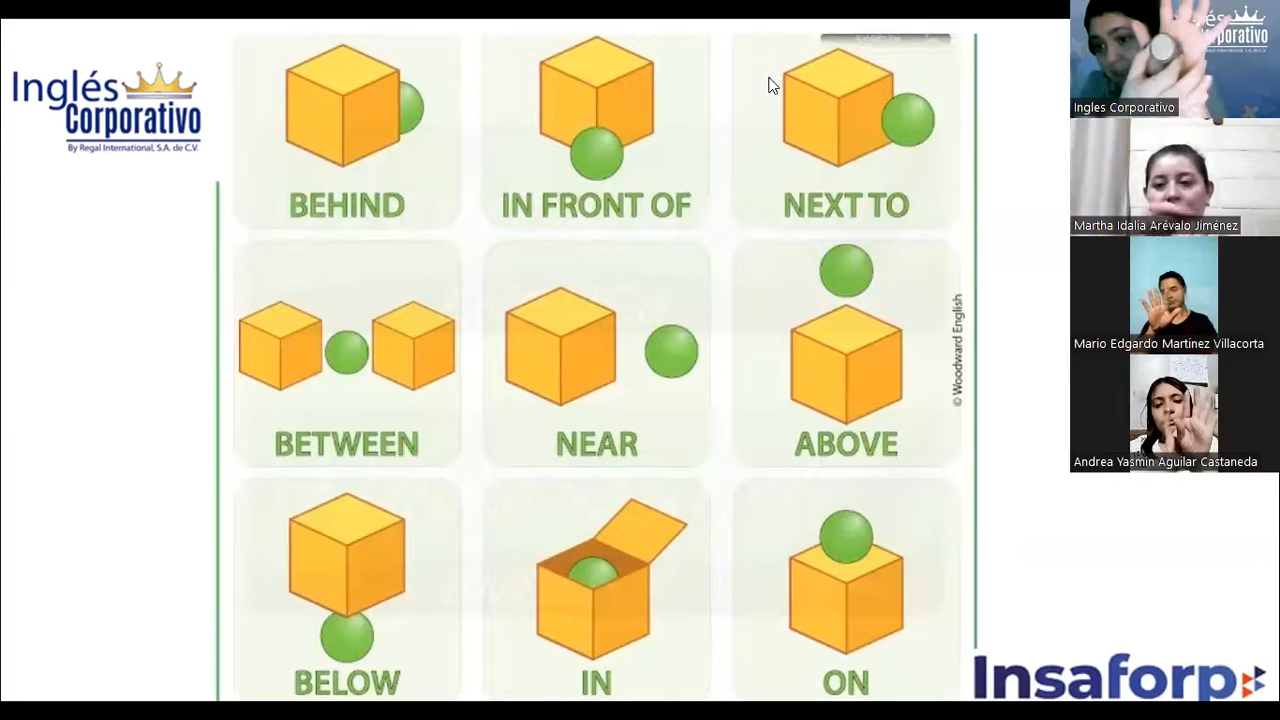 Inglés
Corporativo
By Regal International, S.A. de C.V.
BEHIND
IN FRONT OF
NEXT TO
BETWEEN
NEAR
ABOVE
© Woodward English
BELOW
IN
ON
Insaforp
Ingles Corporativo
Martha Idalia Arévalo Jiménez
Mario Edgardo Martinez Villacorta
Andrea Yasmin Aguilar Castaneda